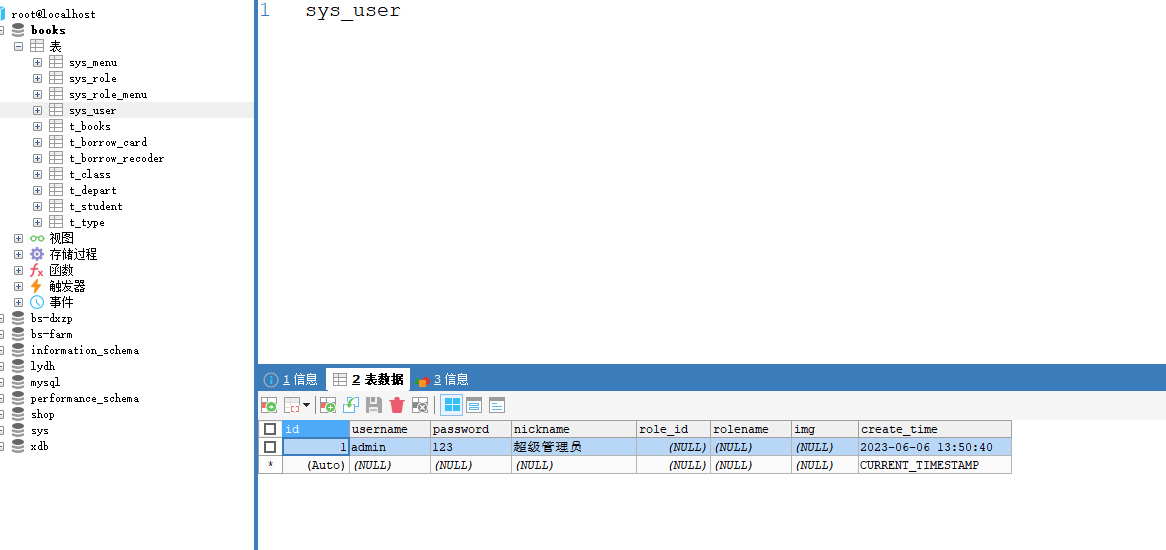 root@localhost
books
表
sys_menu
sys_role
sys_role_menu
sys_user
t_books
t_borrow_card
t_borrow_recoder
t_class
t_depart
t_student
t_type
视图
存储过程
函数
触发器
事件
bs-dxzp
bs-farm
information_schema
lydh
mysql
performance_schema
shop
sys
xdb
1 sys_user
1 信息 2 表数据 3 信息
id username password nickname role_id rolename img create_time
1 admin 123 超级管理员 (NULL) (NULL) (NULL) 2023-06-06 13:50:40
* (Auto) (NULL) (NULL) (NULL) (NULL) (NULL) (NULL) CURRENT_TIMESTAMP